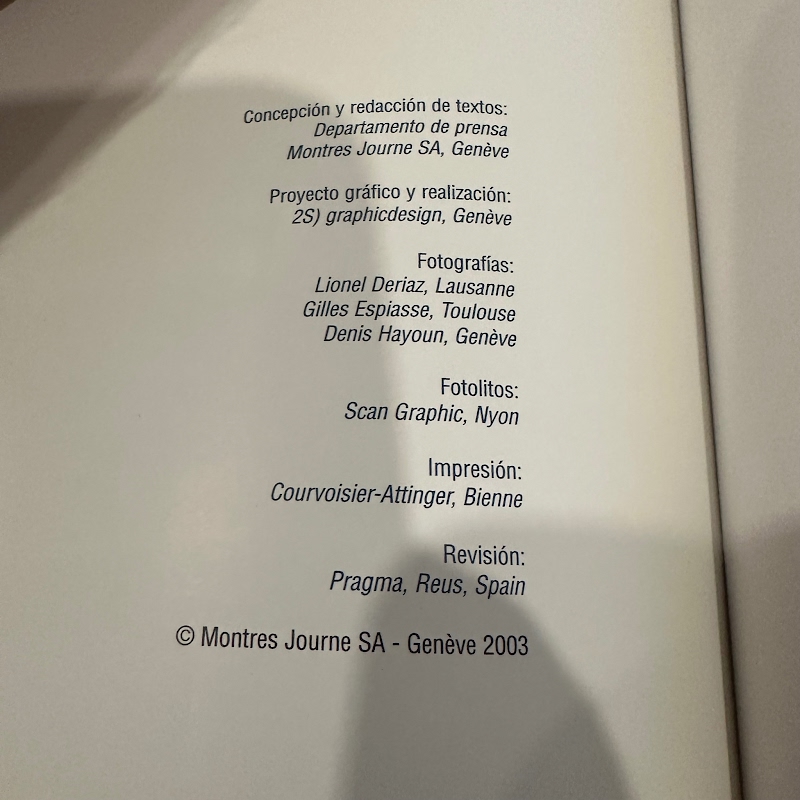 Concepción y redacción de textos:
Departamento de prensa
Montres Journe SA, Genève
Proyecto gráfico y realización:
2S) graphicdesign, Genève
Fotografías:
Lionel Deriaz, Lausanne
Gilles Espiasse, Toulouse
Denis Hayoun, Genève
Fotolitos:
Scan Graphic, Nyon
Impresión:
Courvoisier-Attinger, Bienne
Revisión:
Pragma, Reus, Spain
© Montres Journe SA - Genève 2003